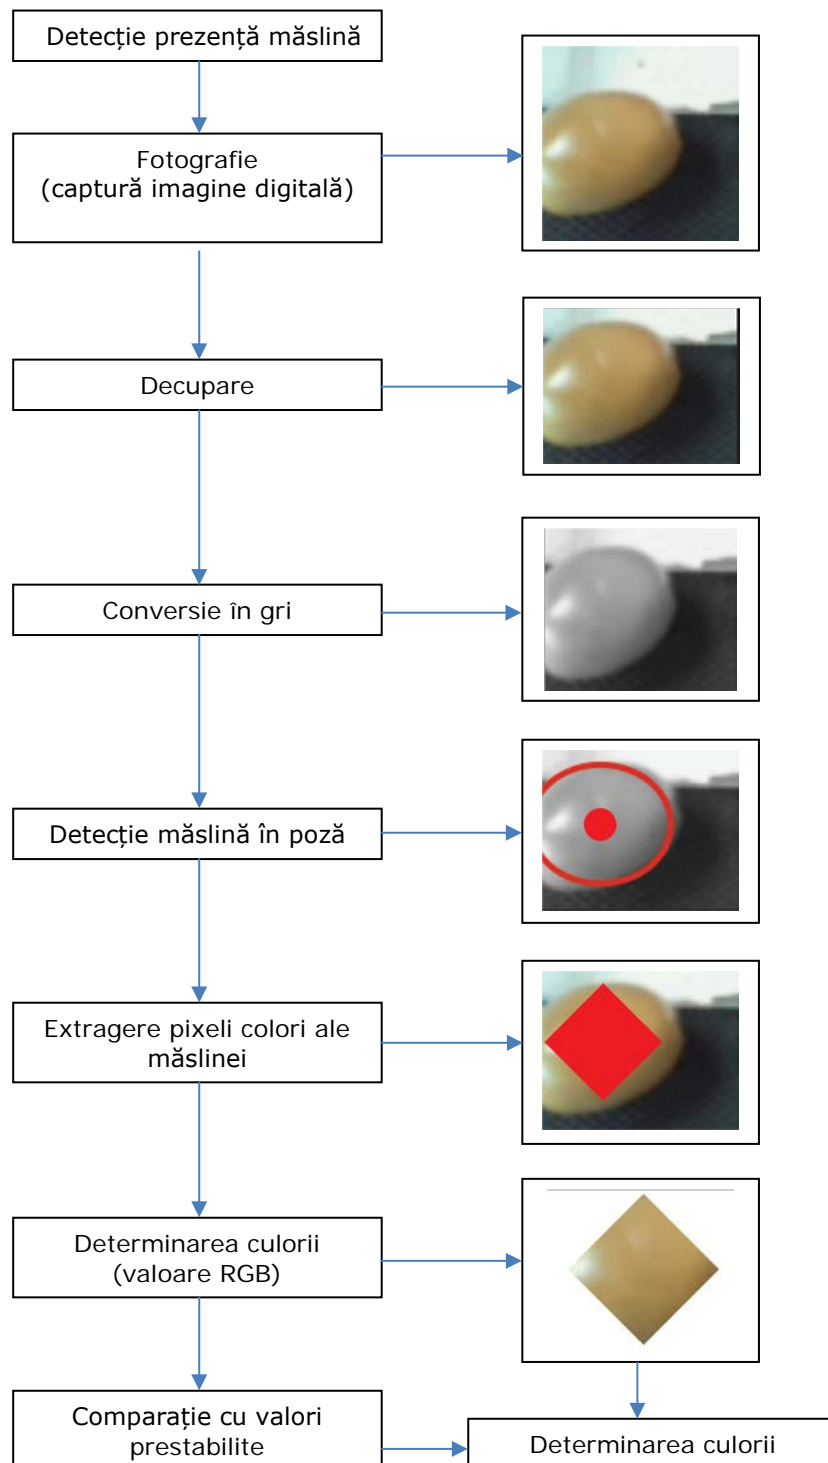 Detecție prezență măslină
Fotografie
(captură imagine digitală)
Decupare
Conversie în gri
Detecție măslină în poză
Extragere pixeli colori ale
măslinei
Determinarea culorii
(valoare RGB)
Comparație cu valori
prestabilite
Determinarea culorii